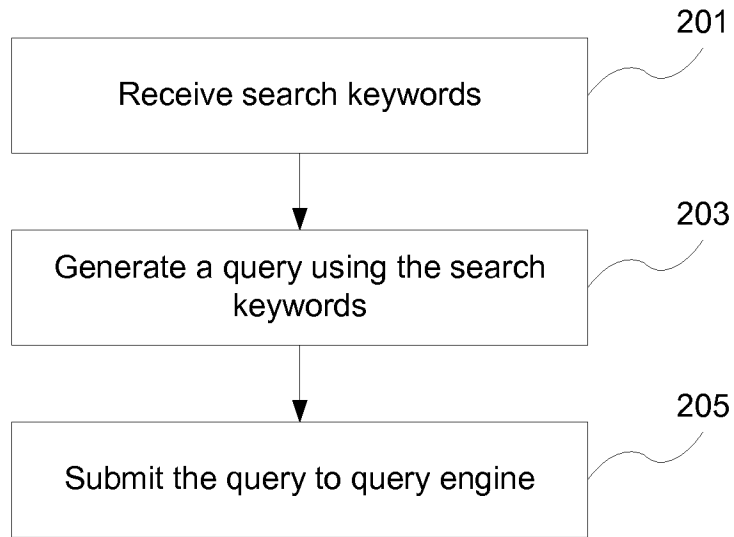 201
Receive search keywords
203
Generate a query using the search
keywords
205
Submit the query to query engine